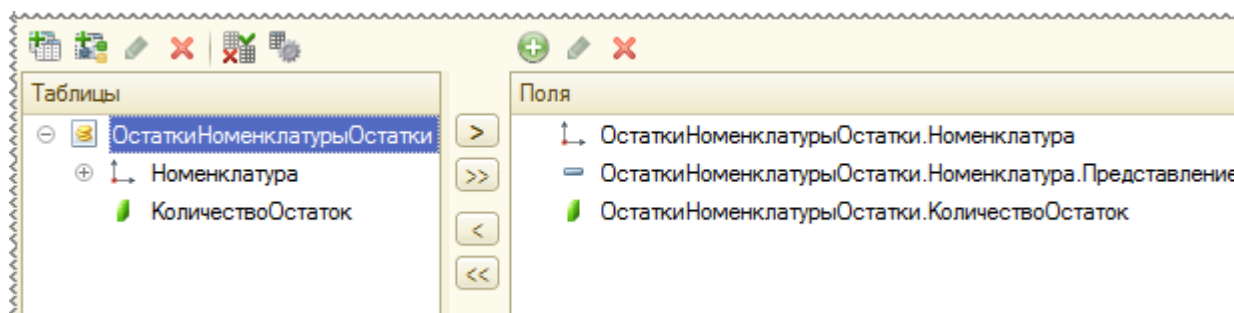 Таблицы
Поля
ОстаткиНоменклатурыОстатки
>
ОстаткиНоменклатурыОстатки.Номенклатура
Номенклатура
>>
ОстаткиНоменклатурыОстатки.Номенклатура.Представление
КоличествоОстаток
<
ОстаткиНоменклатурыОстатки.КоличествоОстаток
<<